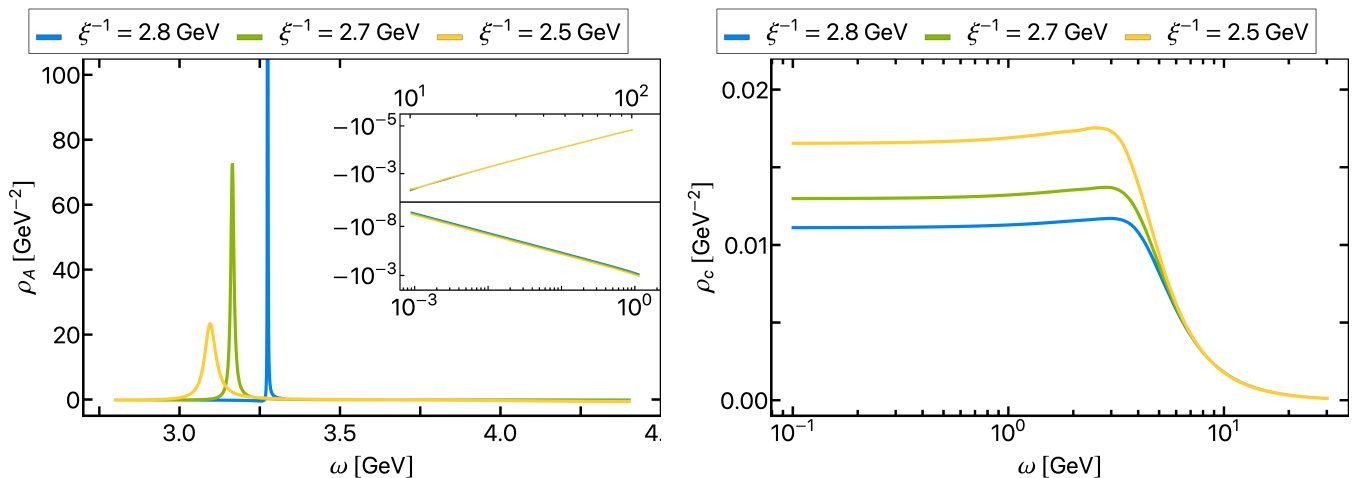 ξ⁻¹ = 2.8 GeV ξ⁻¹ = 2.7 GeV ξ⁻¹ = 2.5 GeV
100
80
60
40
20
0
ρ_A [GeV⁻²]
10¹ 10²
−10⁻⁵
−10⁻³
−10⁻⁸
−10⁻³
10⁻³ 10⁰
3.0 3.5 4.0 4.
ω [GeV]
ξ⁻¹ = 2.8 GeV ξ⁻¹ = 2.7 GeV ξ⁻¹ = 2.5 GeV
0.02
0.01
0.00
ρ_c [GeV⁻²]
10⁻¹ 10⁰ 10¹
ω [GeV]